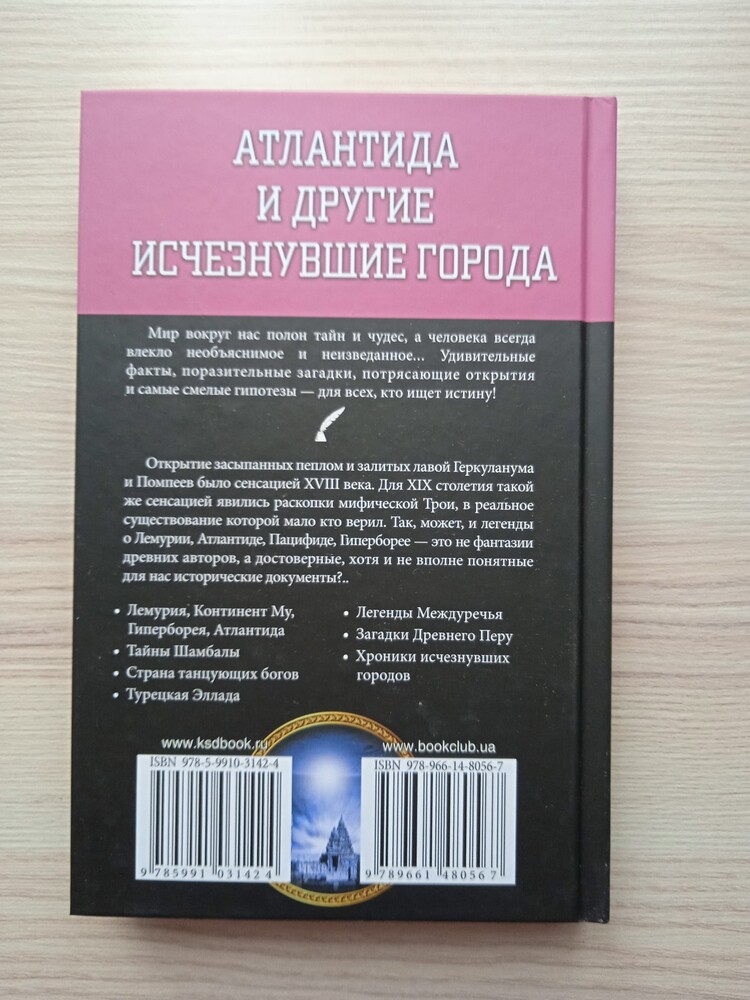 АТЛАНТИДА
И ДРУГИЕ
ИСЧЕЗНУВШИЕ ГОРОДА
Мир вокруг нас полон тайн и чудес, а человека всегда
влекло необъяснимое и неизведанное... Удивительные
факты, поразительные загадки, потрясающие открытия
и самые смелые гипотезы — для всех, кто ищет истину!
Открытие засыпанных пеплом и залитых лавой Геркуланума
и Помпеев было сенсацией XVIII века. Для XIX столетия такой
же сенсацией явились раскопки мифической Трои, в реальное
существование которой мало кто верил. Так, может, и легенды
о Лемурии, Атлантиде, Пацифиде, Гиперборее — это не фантазии
древних авторов, а достоверные, хотя и не вполне понятные
для нас исторические документы?..
• Лемурия, Континент Му,
Гиперборея, Атлантида
• Тайны Шамбалы
• Страна танцующих богов
• Турецкая Эллада
• Легенды Междуречья
• Загадки Древнего Перу
• Хроники исчезнувших
городов
www.ksdbook.ru
ISBN 978-5-9910-3142-4
9 785991 031424
www.bookclub.ua
ISBN 978-966-14-8056-7
9 789661 480567